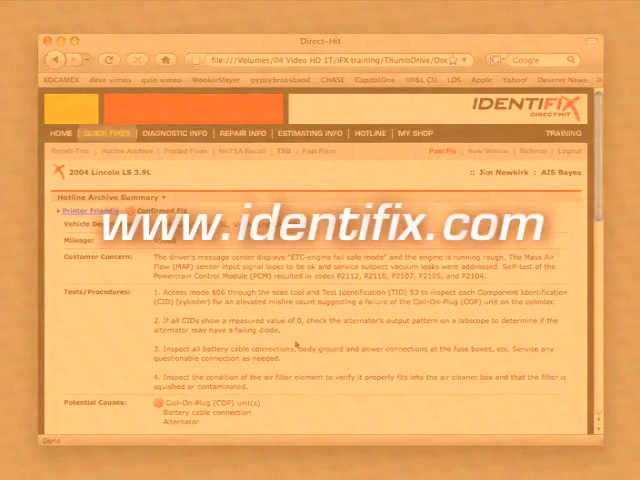 Direct-Hit
file:///Volumes/04 Video HD 1T/IFX training/ThumbDrive/Doc
Google
XDCAMEX dave vimeo quin vimeo WookieSlayer gypsybrassband CHASE CapitalOne UP&L CU LDS Apple Yahoo! Deseret News »
IDENTIFIX
DIRECT-HIT
HOME | QUICK FIXES | DIAGNOSTIC INFO | REPAIR INFO | ESTIMATING INFO | HOTLINE | MY SHOP TRAINING
Repair-Trac | Hotline Archive | Posted Fixes | NHTSA Recall | TSB | Fast Fixes Post Fix | New Vehicle | Referral | Logout
2004 Lincoln LS 3.9L :: Jim Newkirk : AIS Bayes
Hotline Archive Summary
Printer Friendly Confirmed Fix
www.identifix.com
Vehicle
Mileage:
Customer Concern: The driver's message center displays "ETC-engine fail safe mode" and the engine is running rough. The Mass Air
Flow (MAF) sensor input signal looks to be ok and service suspect vacuum leaks were addressed. Self-test of the
Powertrain Control Module (PCM) resulted in codes P2112, P2110, P2107, P2105, and P2104.
Tests/Procedures: 1. Access mode $06 through the scan tool and Test Identification (TID) 53 to inspect each Component Identification
(CID) (cylinder) for an elevated misfire count suggesting a failure of the Coil-On-Plug (COP) unit on the cylinder.
2. If all CIDs show a measured value of 0, check the alternator's output pattern on a labscope to determine if the
alternator may have a failing diode.
3. Inspect all battery cable connections, body ground and power connections at the fuse boxes, etc. Service any
questionable connection as needed.
4. Inspect the condition of the air filter element to verify it properly fits into the air cleaner box and that the filter is
squished or contaminated.
Potential Causes: Coil-On-Plug (COP) unit(s)
Battery cable connection
Alternator
Done